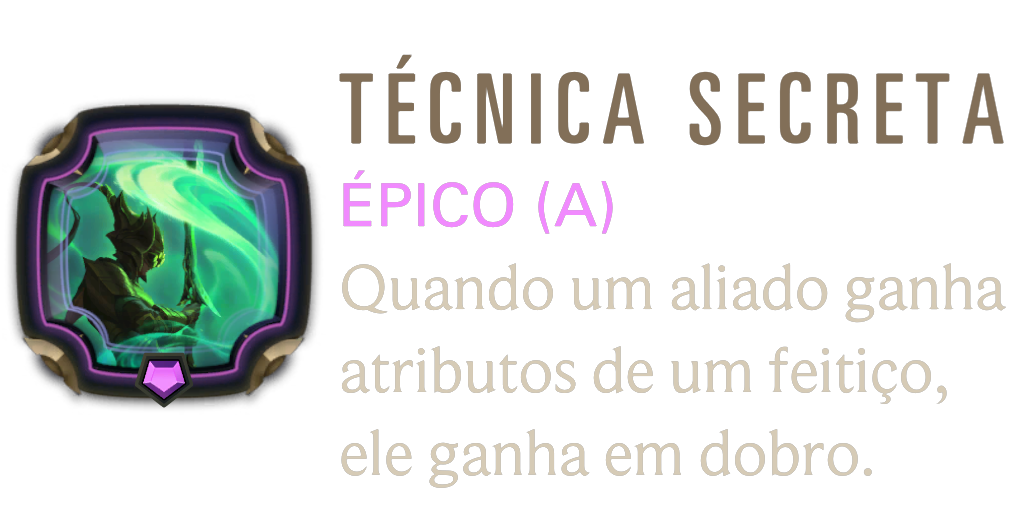 TÉCNICA SECRETA
ÉPICO (A)
Quando um aliado ganha
atributos de um feitiço,
ele ganha em dobro.